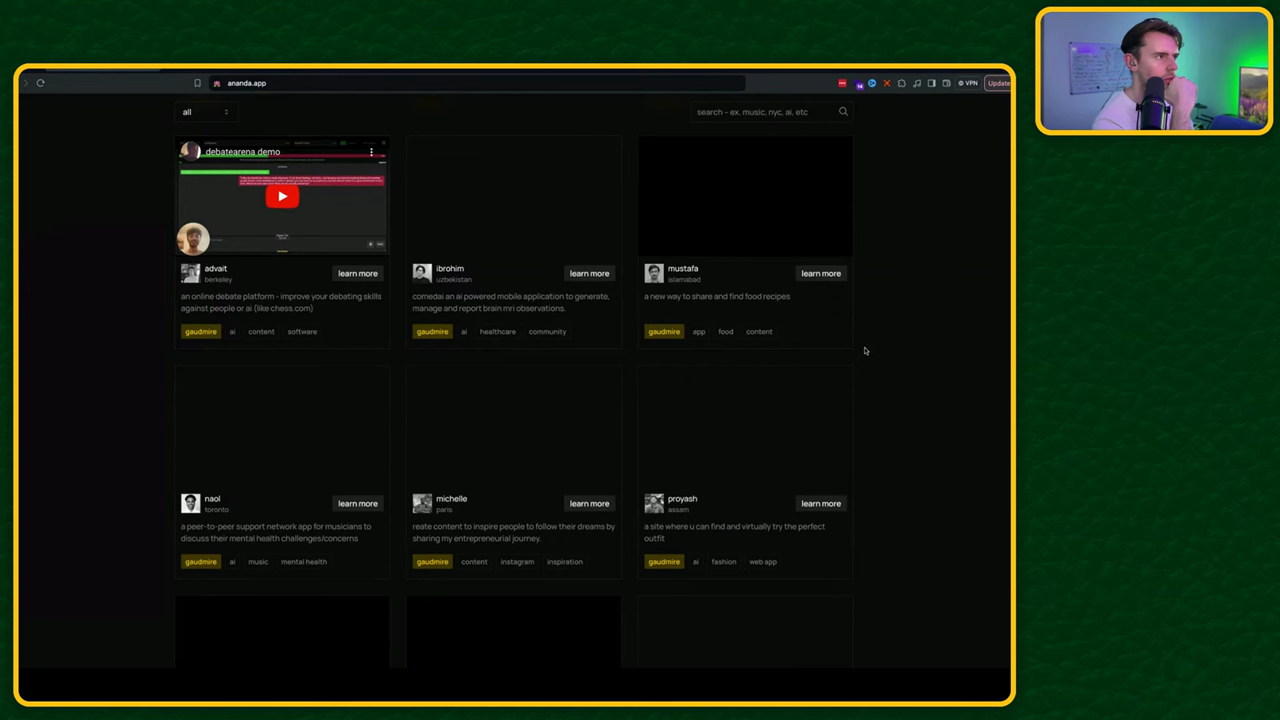 ananda.app
VPN
Update
all
search - ex. music, nyc, ai, etc
debatearena demo
advait
berkeley
learn more
an online debate platform - improve your debating skills
against people or ai (like chess.com)
gaudmire ai content software
ibrohim
uzbekistan
learn more
comedai an ai powered mobile application to generate,
manage and report brain mri observations.
gaudmire ai healthcare community
mustafa
islamabad
learn more
a new way to share and find food recipes
gaudmire app food content
naol
toronto
learn more
a peer-to-peer support network app for musicians to
discuss their mental health challenges/concerns
gaudmire ai music mental health
michelle
paris
learn more
reate content to inspire people to follow their dreams by
sharing my entrepreneurial journey.
gaudmire content instagram inspiration
proyash
assam
learn more
a site where u can find and virtually try the perfect
outfit
gaudmire ai fashion web app